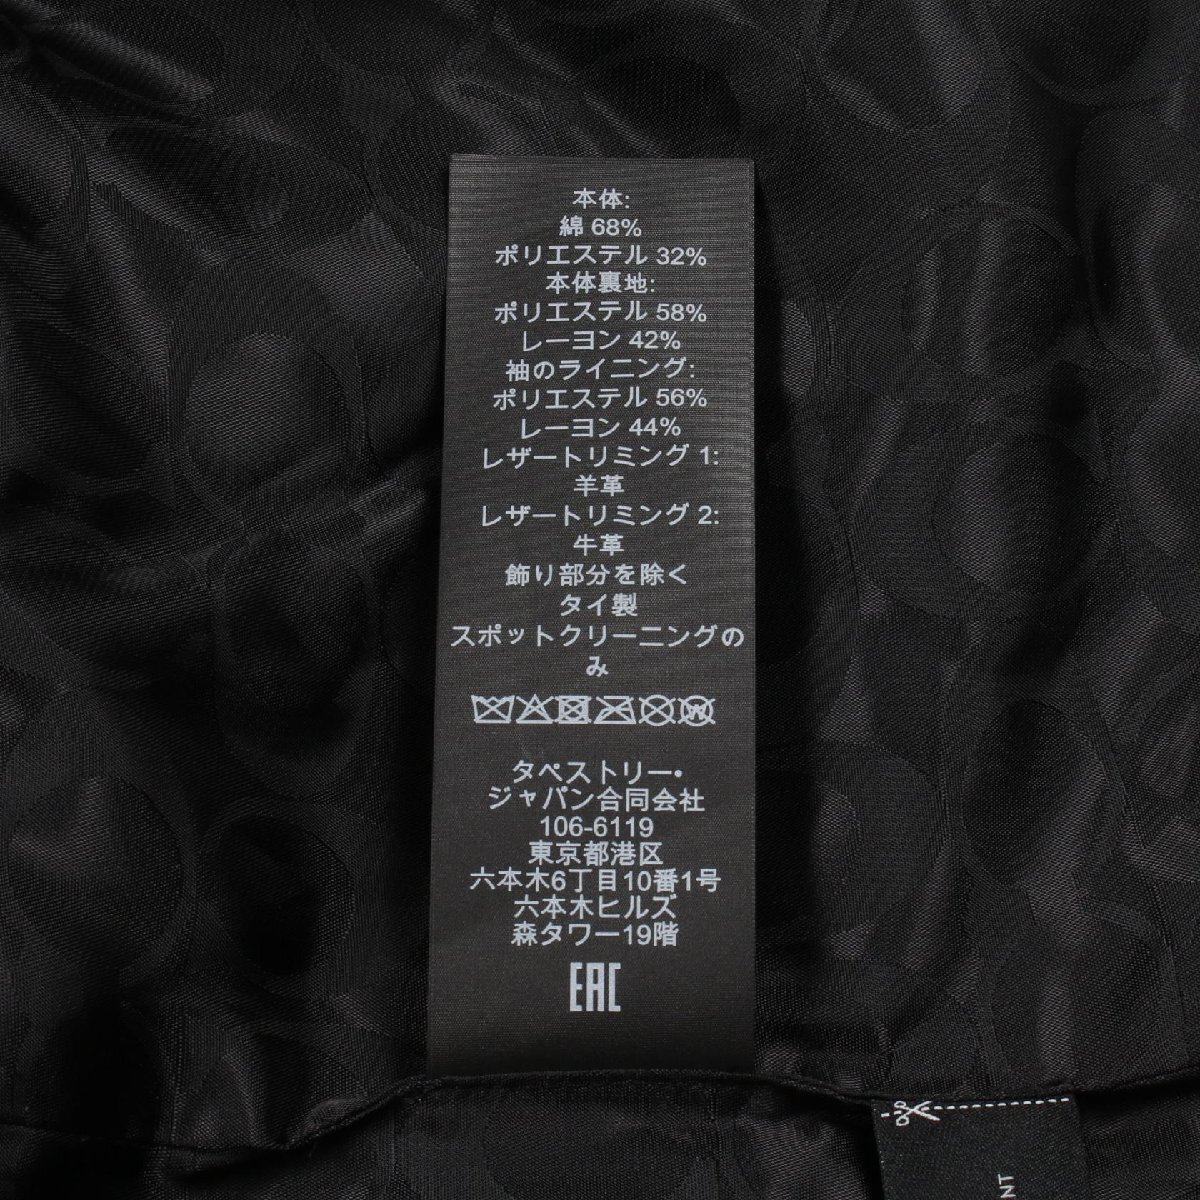 本体:
綿 68%
ポリエステル 32%
本体裏地:
ポリエステル 58%
レーヨン 42%
袖のライニング:
ポリエステル 56%
レーヨン 44%
レザートリミング 1:
羊革
レザートリミング 2:
牛革
飾り部分を除く
タイ製
スポットクリーニングの
み
タペストリー•
ジャパン合同会社
106-6119
東京都港区
六本木6丁目10番1号
六本木ヒルズ
森タワー19階
EAC